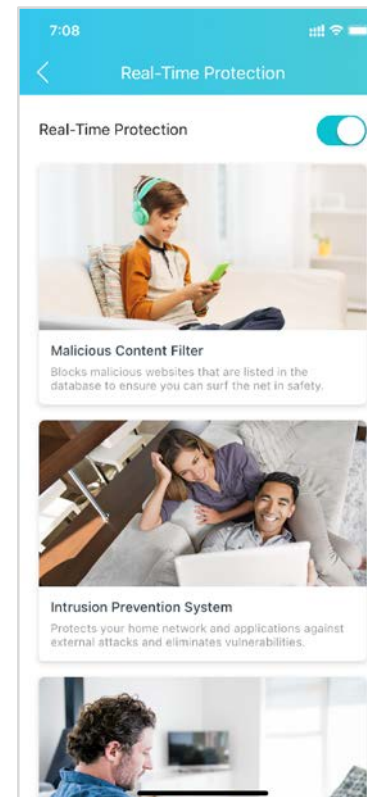 7:08
Real-Time Protection
Real-Time Protection
Malicious Content Filter
Blocks malicious websites that are listed in the
database to ensure you can surf the net in safety.
Intrusion Prevention System
Protects your home network and applications against
external attacks and eliminates vulnerabilities.